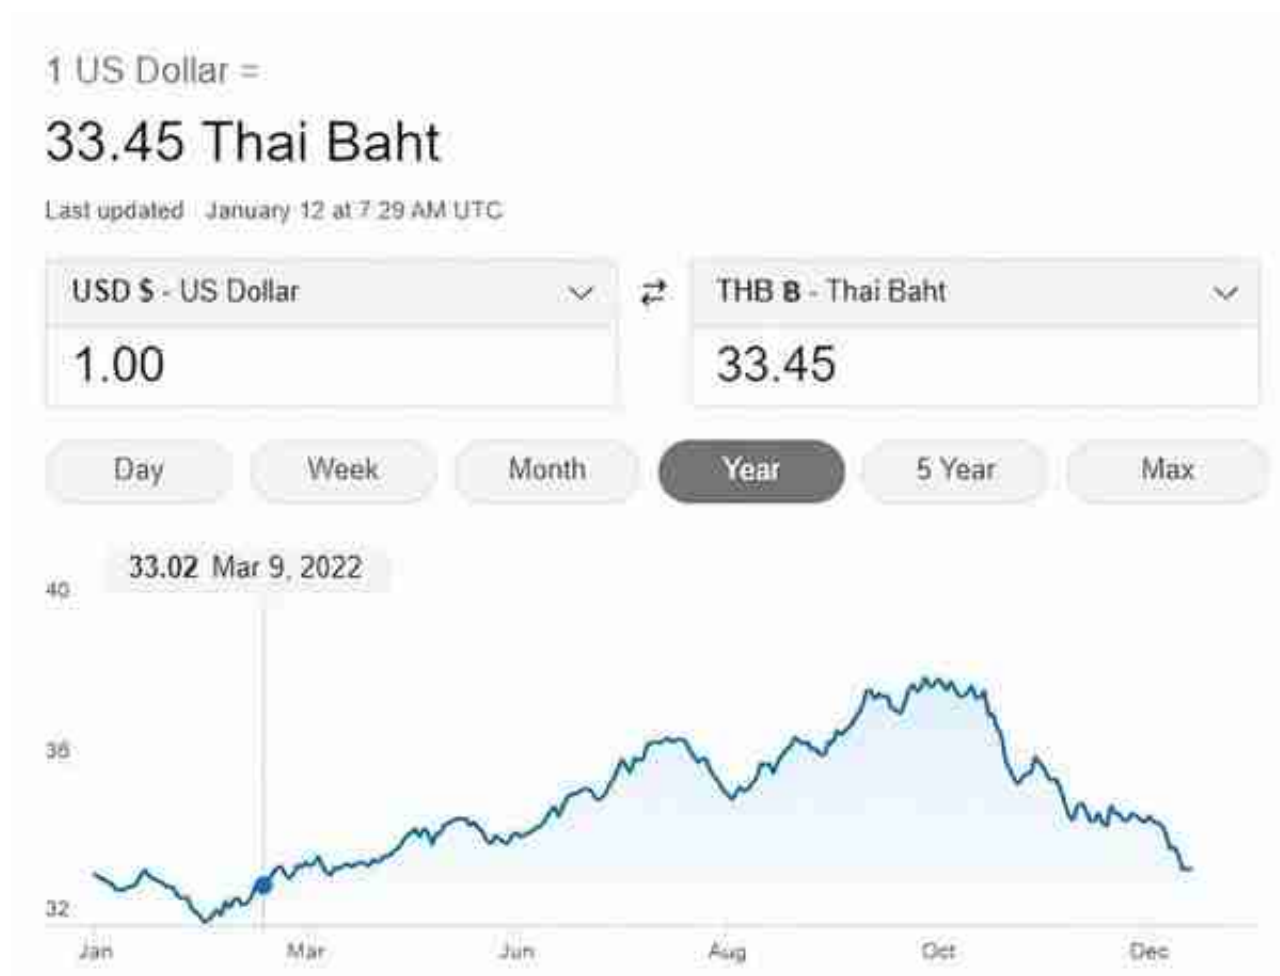 1 US Dollar =
33.45 Thai Baht
Last updated · January 12 at 7:29 AM UTC
USD $ - US Dollar
THB ฿ - Thai Baht
1.00
33.45
Day Week Month Year 5 Year Max
33.02 Mar 9, 2022
40
36
32
Jan Mar Jun Aug Oct Dec